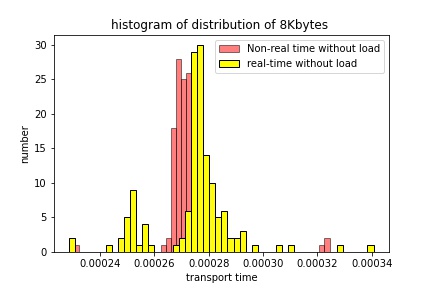 histogram of distribution of 8Kbytes
Non-real time without load
real-time without load
number
30
25
20
15
10
5
0
0.00024 0.00026 0.00028 0.00030 0.00032 0.00034
transport time